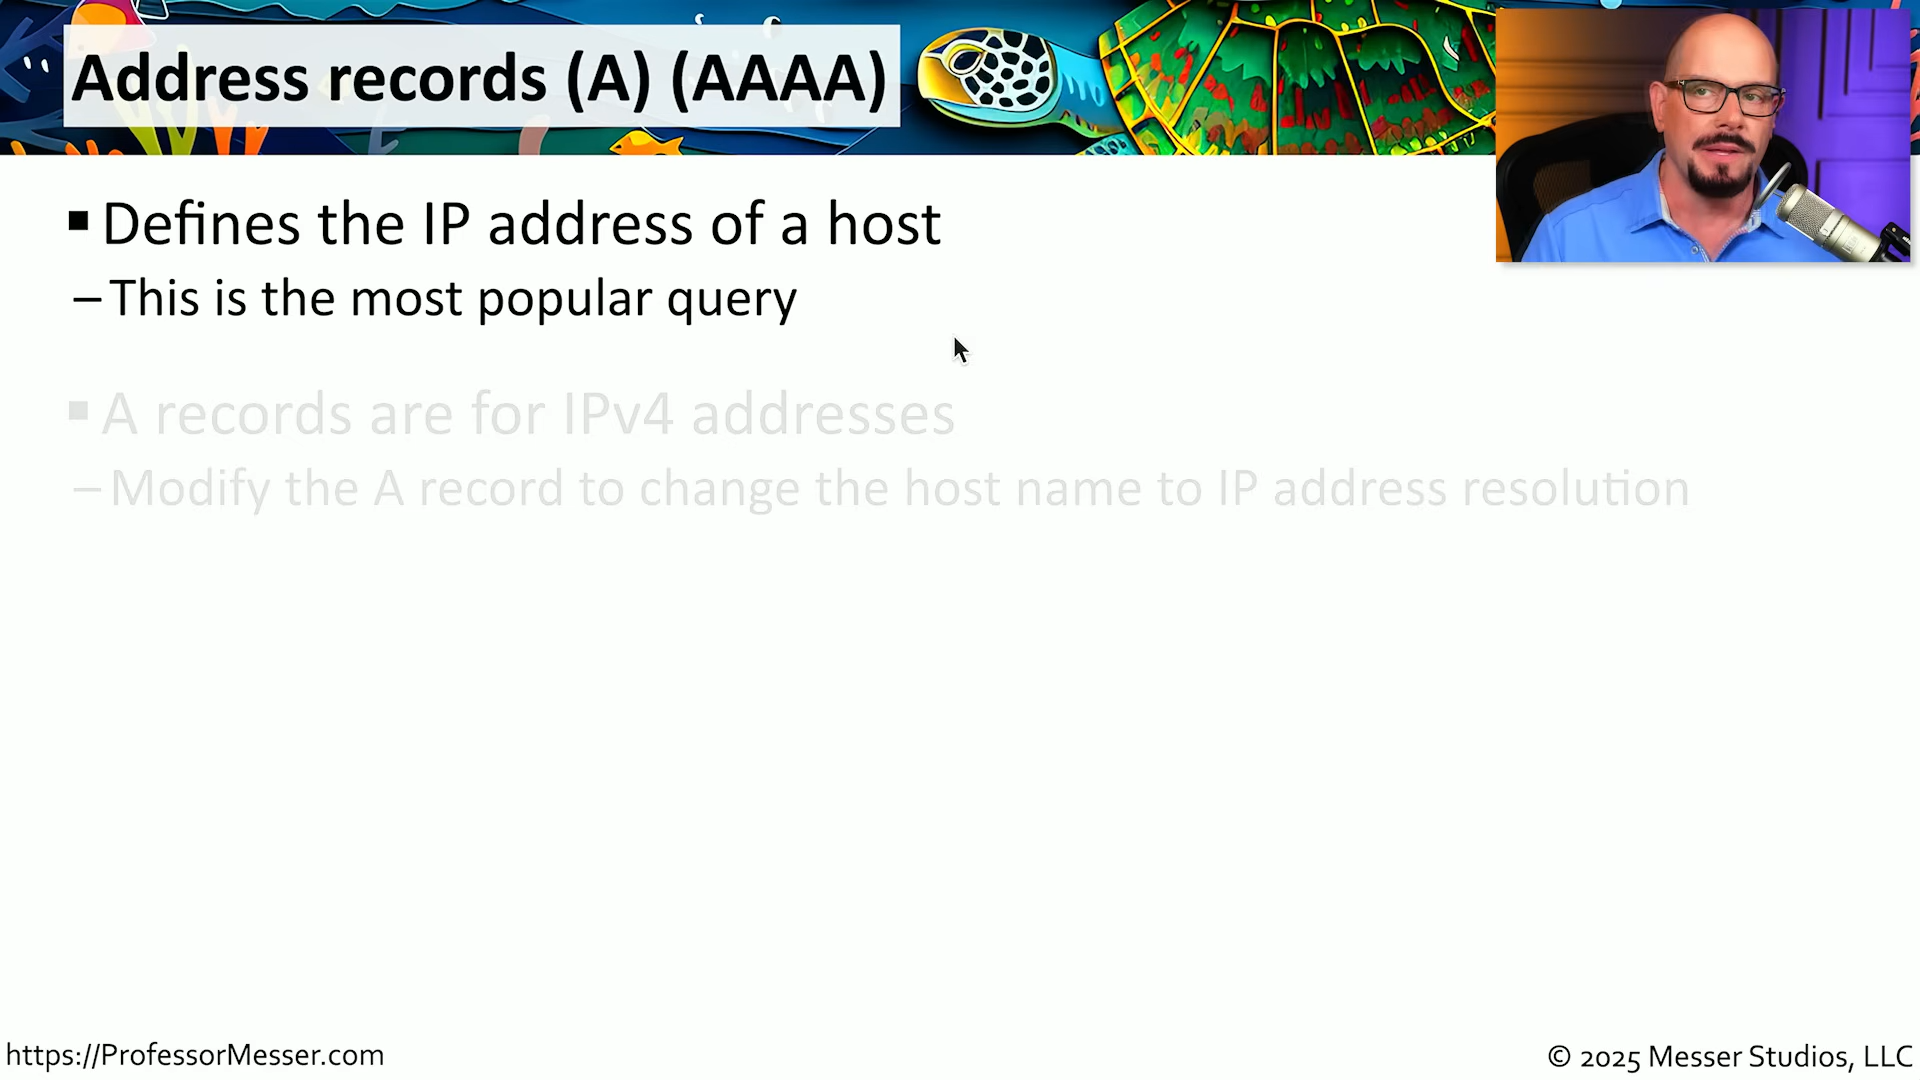 Address records (A) (AAAA)
▪ Defines the IP address of a host
– This is the most popular query
▪ A records are for IPv4 addresses
– Modify the A record to change the host name to IP address resolution
https://ProfessorMesser.com
© 2025 Messer Studios, LLC